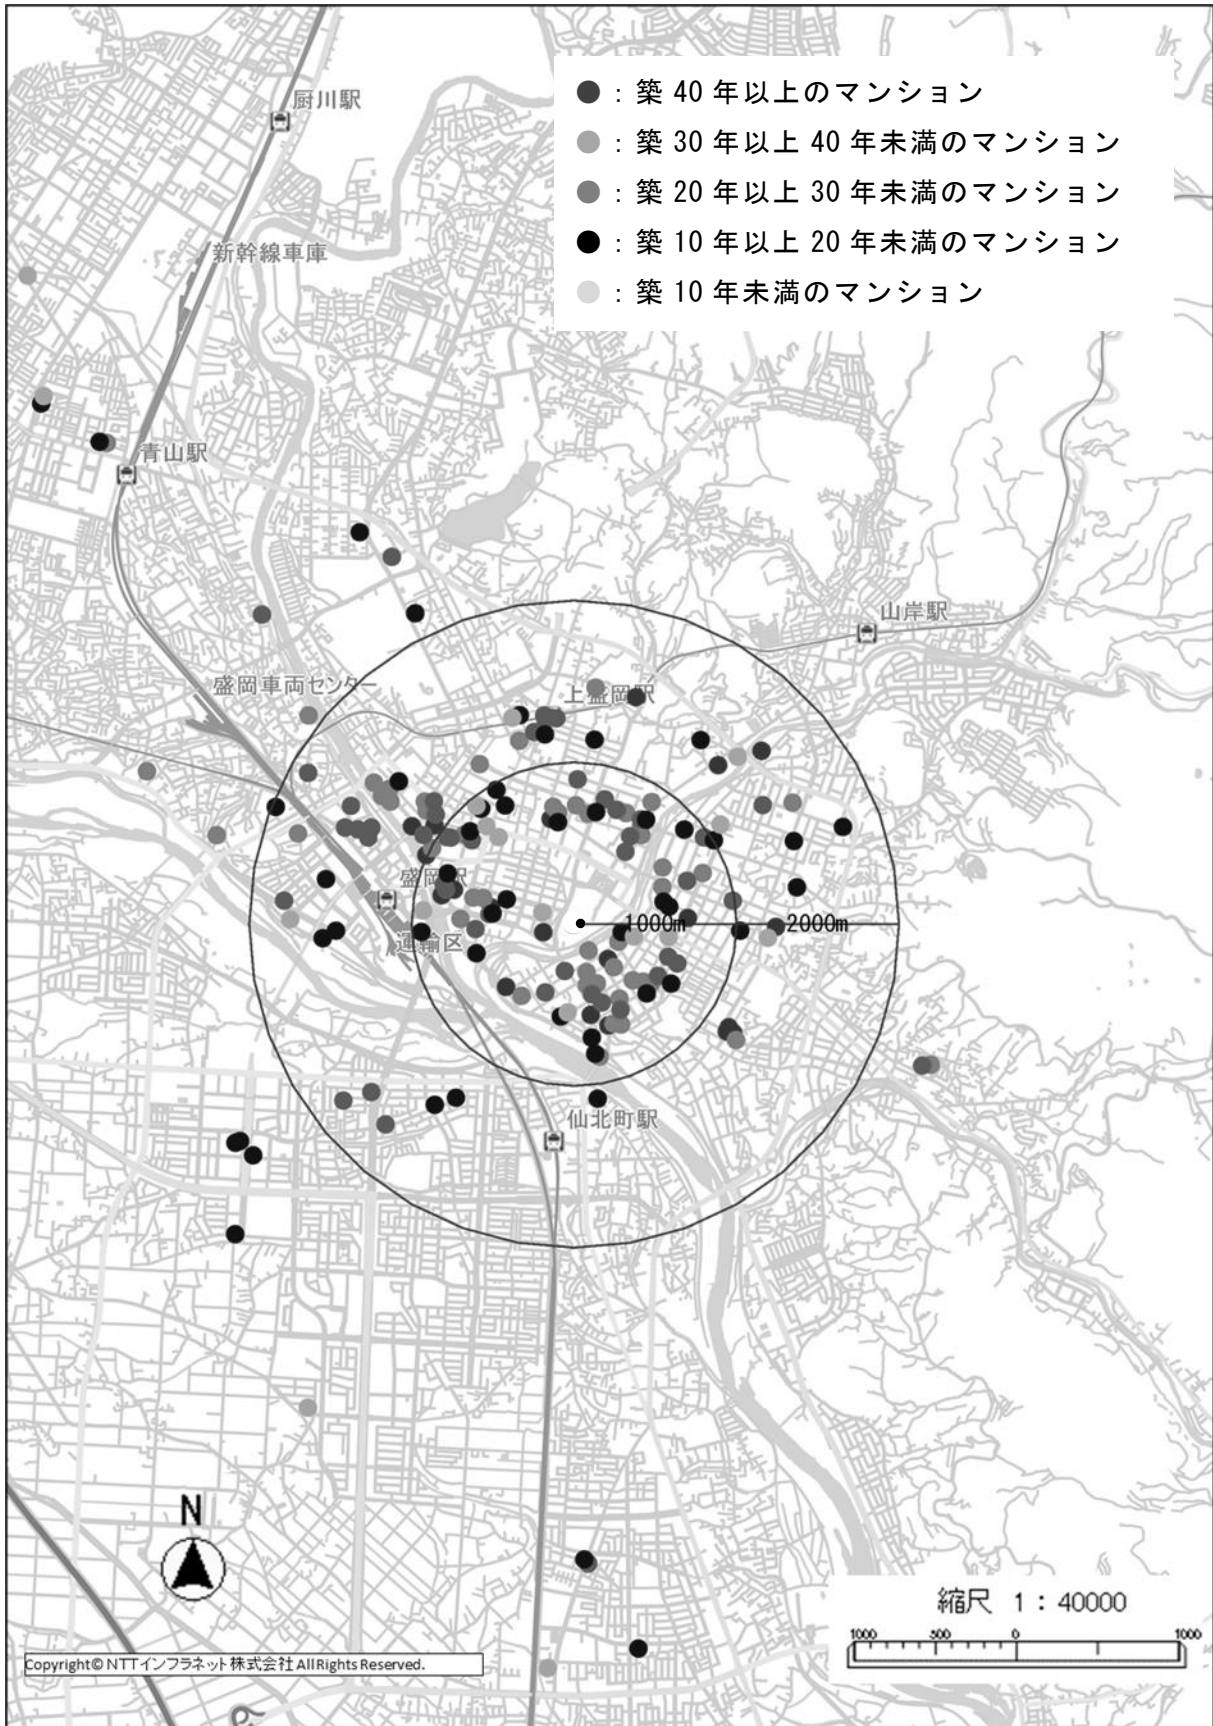 ●：築 40 年以上のマンション
●：築 30 年以上 40 年未満のマンション
●：築 20 年以上 30 年未満のマンション
●：築 10 年以上 20 年未満のマンション
●：築 10 年未満のマンション
厨川駅
新幹線車庫
青山駅
山岸駅
盛岡車両センター
上盛岡駅
盛岡駅
1000m
2000m
運輸区
仙北町駅
N
縮尺 1：40000
1000 500 0 1000
Copyright© NTTインフラネット株式会社 All Rights Reserved.